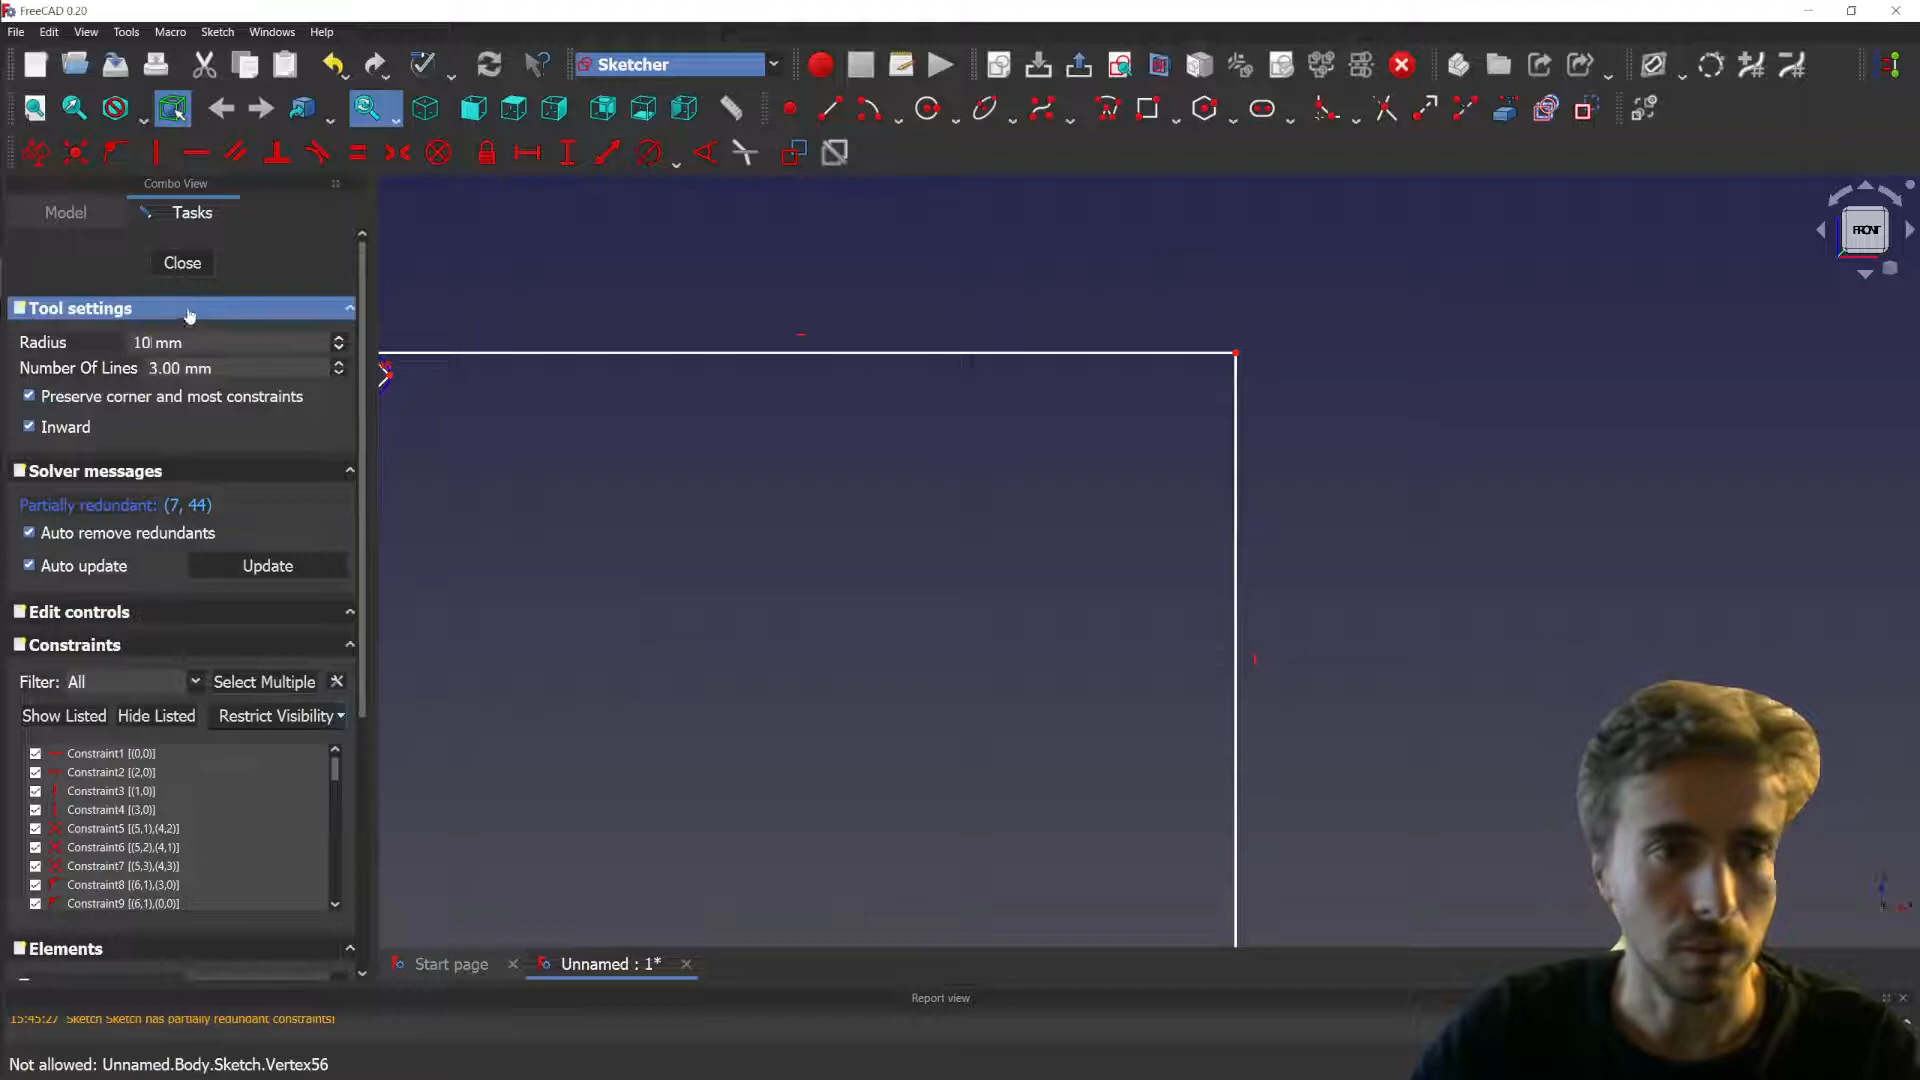 FreeCAD 0.20
File Edit View Tools Macro Sketch Windows Help
Sketcher
Combo View
Model Tasks
Close
Tool settings
Radius 10 mm
Number Of Lines 3.00 mm
Preserve corner and most constraints
Inward
Solver messages
Partially redundant: (7, 44)
Auto remove redundants
Auto update Update
Edit controls
Constraints
Filter: All Select Multiple
Show Listed Hide Listed Restrict Visibility
Constraint1 [(0,0)]
Constraint2 [(2,0)]
Constraint3 [(1,0)]
Constraint4 [(3,0)]
Constraint5 [(5,1),(4,2)]
Constraint6 [(5,2),(4,1)]
Constraint7 [(5,3),(4,3)]
Constraint8 [(6,1),(3,0)]
Constraint9 [(6,1),(0,0)]
Elements
FRONT
Start page Unnamed : 1*
Report view
15:45:27 Sketch Sketch has partially redundant constraints!
Not allowed: Unnamed.Body.Sketch.Vertex56